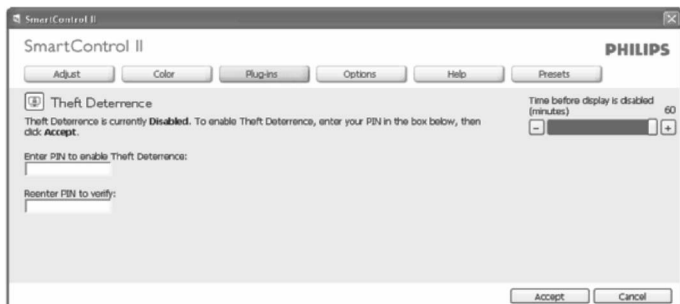 SmartControl II
SmartControl II
PHILIPS
Adjust
Color
Plug-ins
Options
Help
Presets
Theft Deterrence
Theft Deterrence is currently Disabled. To enable Theft Deterrence, enter your PIN in the box below, then
click Accept.
Time before display is disabled
(minutes)
60
-
+
Enter PIN to enable Theft Deterrence:
Reenter PIN to verify:
Accept
Cancel